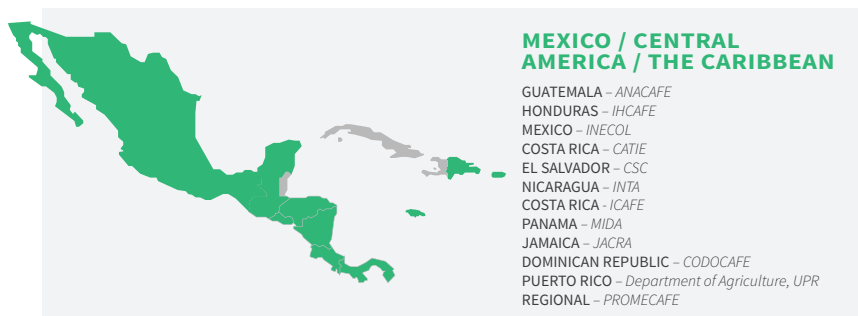 MEXICO / CENTRAL
AMERICA / THE CARIBBEAN
GUATEMALA – ANACAFE
HONDURAS – IHCAFE
MEXICO – INECOL
COSTA RICA – CATIE
EL SALVADOR – CSC
NICARAGUA – INTA
COSTA RICA - ICAFE
PANAMA – MIDA
JAMAICA – JACRA
DOMINICAN REPUBLIC – CODOCAFE
PUERTO RICO – Department of Agriculture, UPR
REGIONAL – PROMECAFE